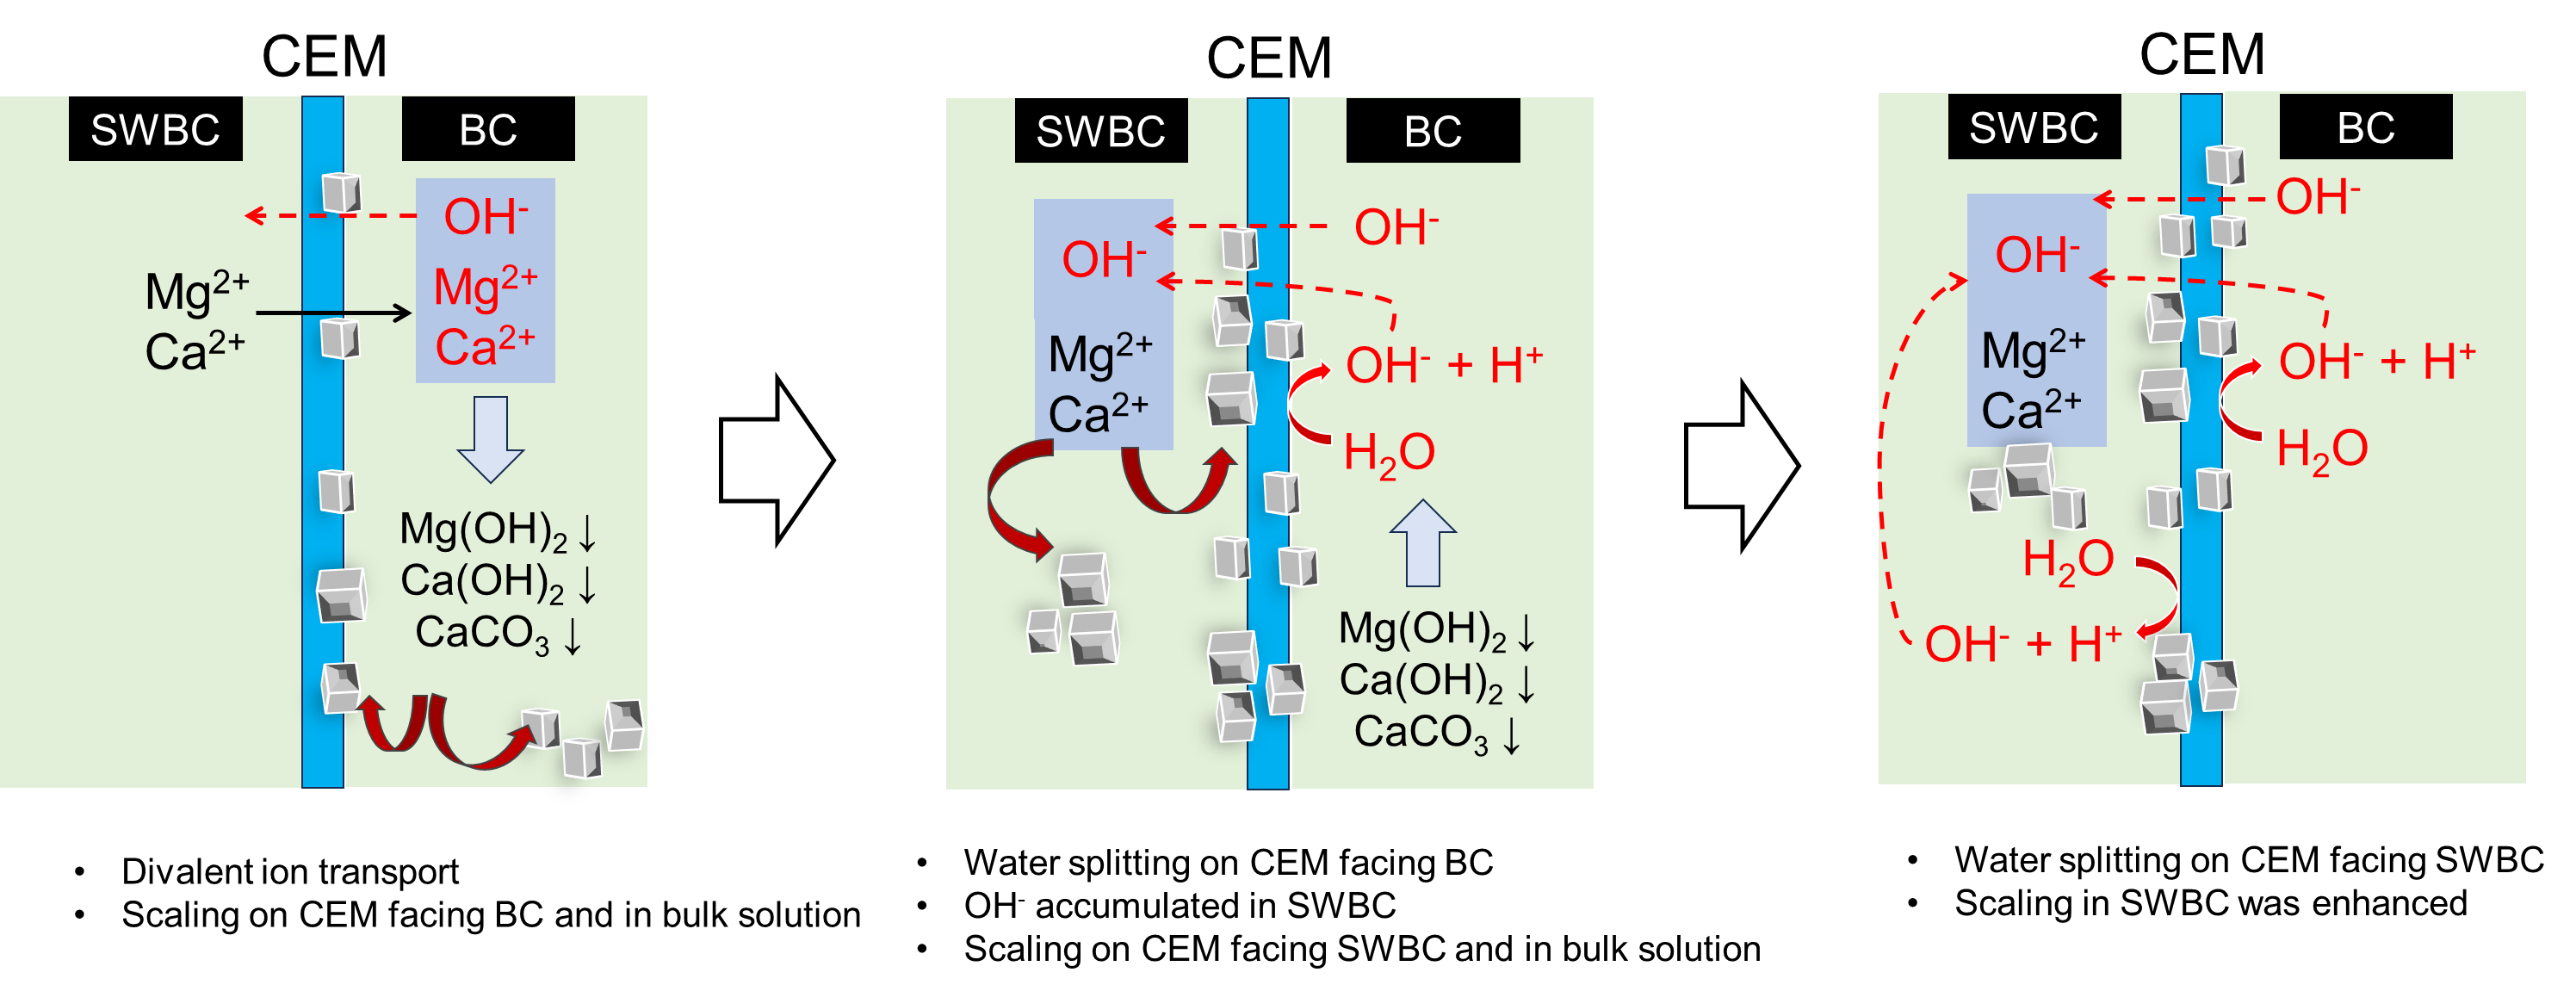 CEM
SWBC
BC
OH⁻
Mg²⁺
Ca²⁺
Mg²⁺
Ca²⁺
Mg(OH)₂ ↓
Ca(OH)₂ ↓
CaCO₃ ↓
• Divalent ion transport
• Scaling on CEM facing BC and in bulk solution
CEM
SWBC
BC
OH⁻
OH⁻
Mg²⁺
Ca²⁺
OH⁻ + H⁺
H₂O
Mg(OH)₂ ↓
Ca(OH)₂ ↓
CaCO₃ ↓
• Water splitting on CEM facing BC
• OH⁻ accumulated in SWBC
• Scaling on CEM facing SWBC and in bulk solution
CEM
SWBC
BC
OH⁻
OH⁻
Mg²⁺
Ca²⁺
OH⁻ + H⁺
H₂O
H₂O
OH⁻ + H⁺
• Water splitting on CEM facing SWBC
• Scaling in SWBC was enhanced